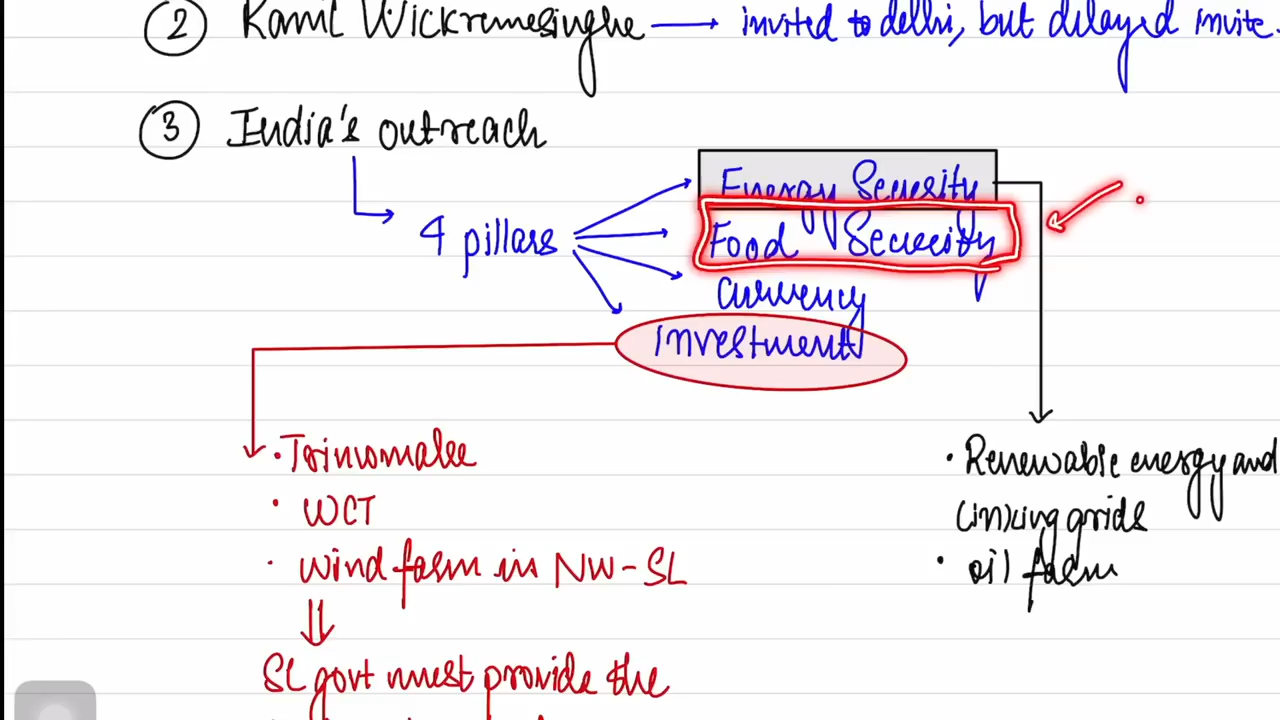 ② Ranil Wickremesinghe → invited to delhi, but delayed invite.
③ India's outreach
4 pillars
Energy Security
Food Security
Currency
investment
• Trincomalee
• WCT
• wind farm in NW-SL
SL govt must provide the
• Renewable energy and
linking grids
• oil farm